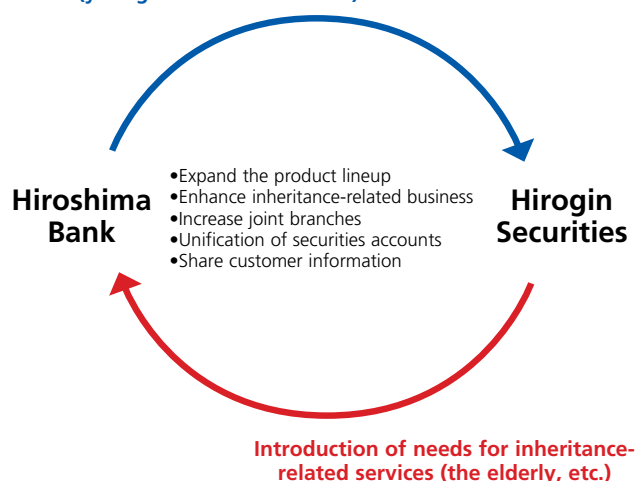 Hiroshima
Bank
•Expand the product lineup
•Enhance inheritance-related business
•Increase joint branches
•Unification of securities accounts
•Share customer information
Hirogin
Securities
Introduction of needs for inheritance-
related services (the elderly, etc.)